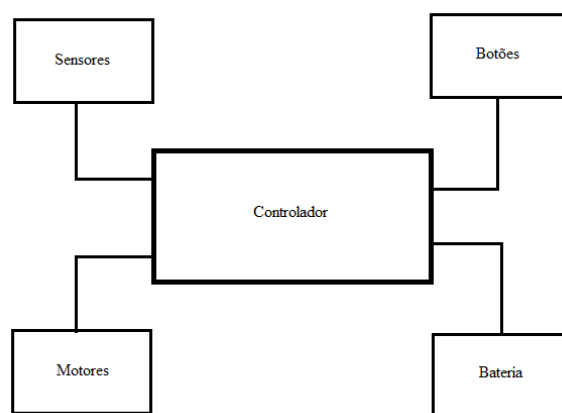 Sensores
Botões
Controlador
Motores
Bateria